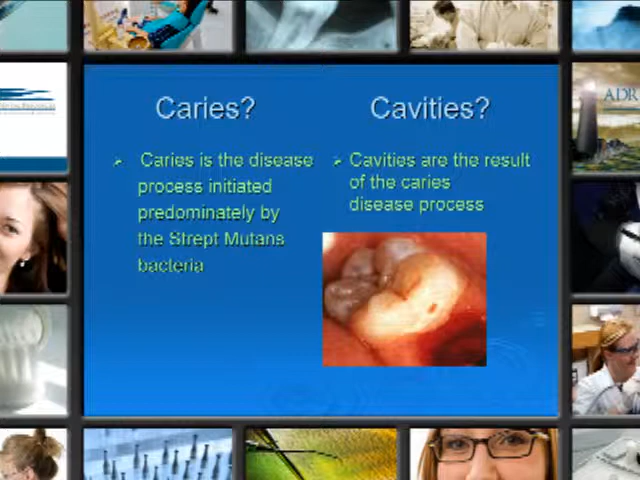 Caries?
Caries is the disease
process initiated
predominately by
the Strept Mutans
bacteria
Cavities?
Cavities are the result
of the caries
disease process
ADR